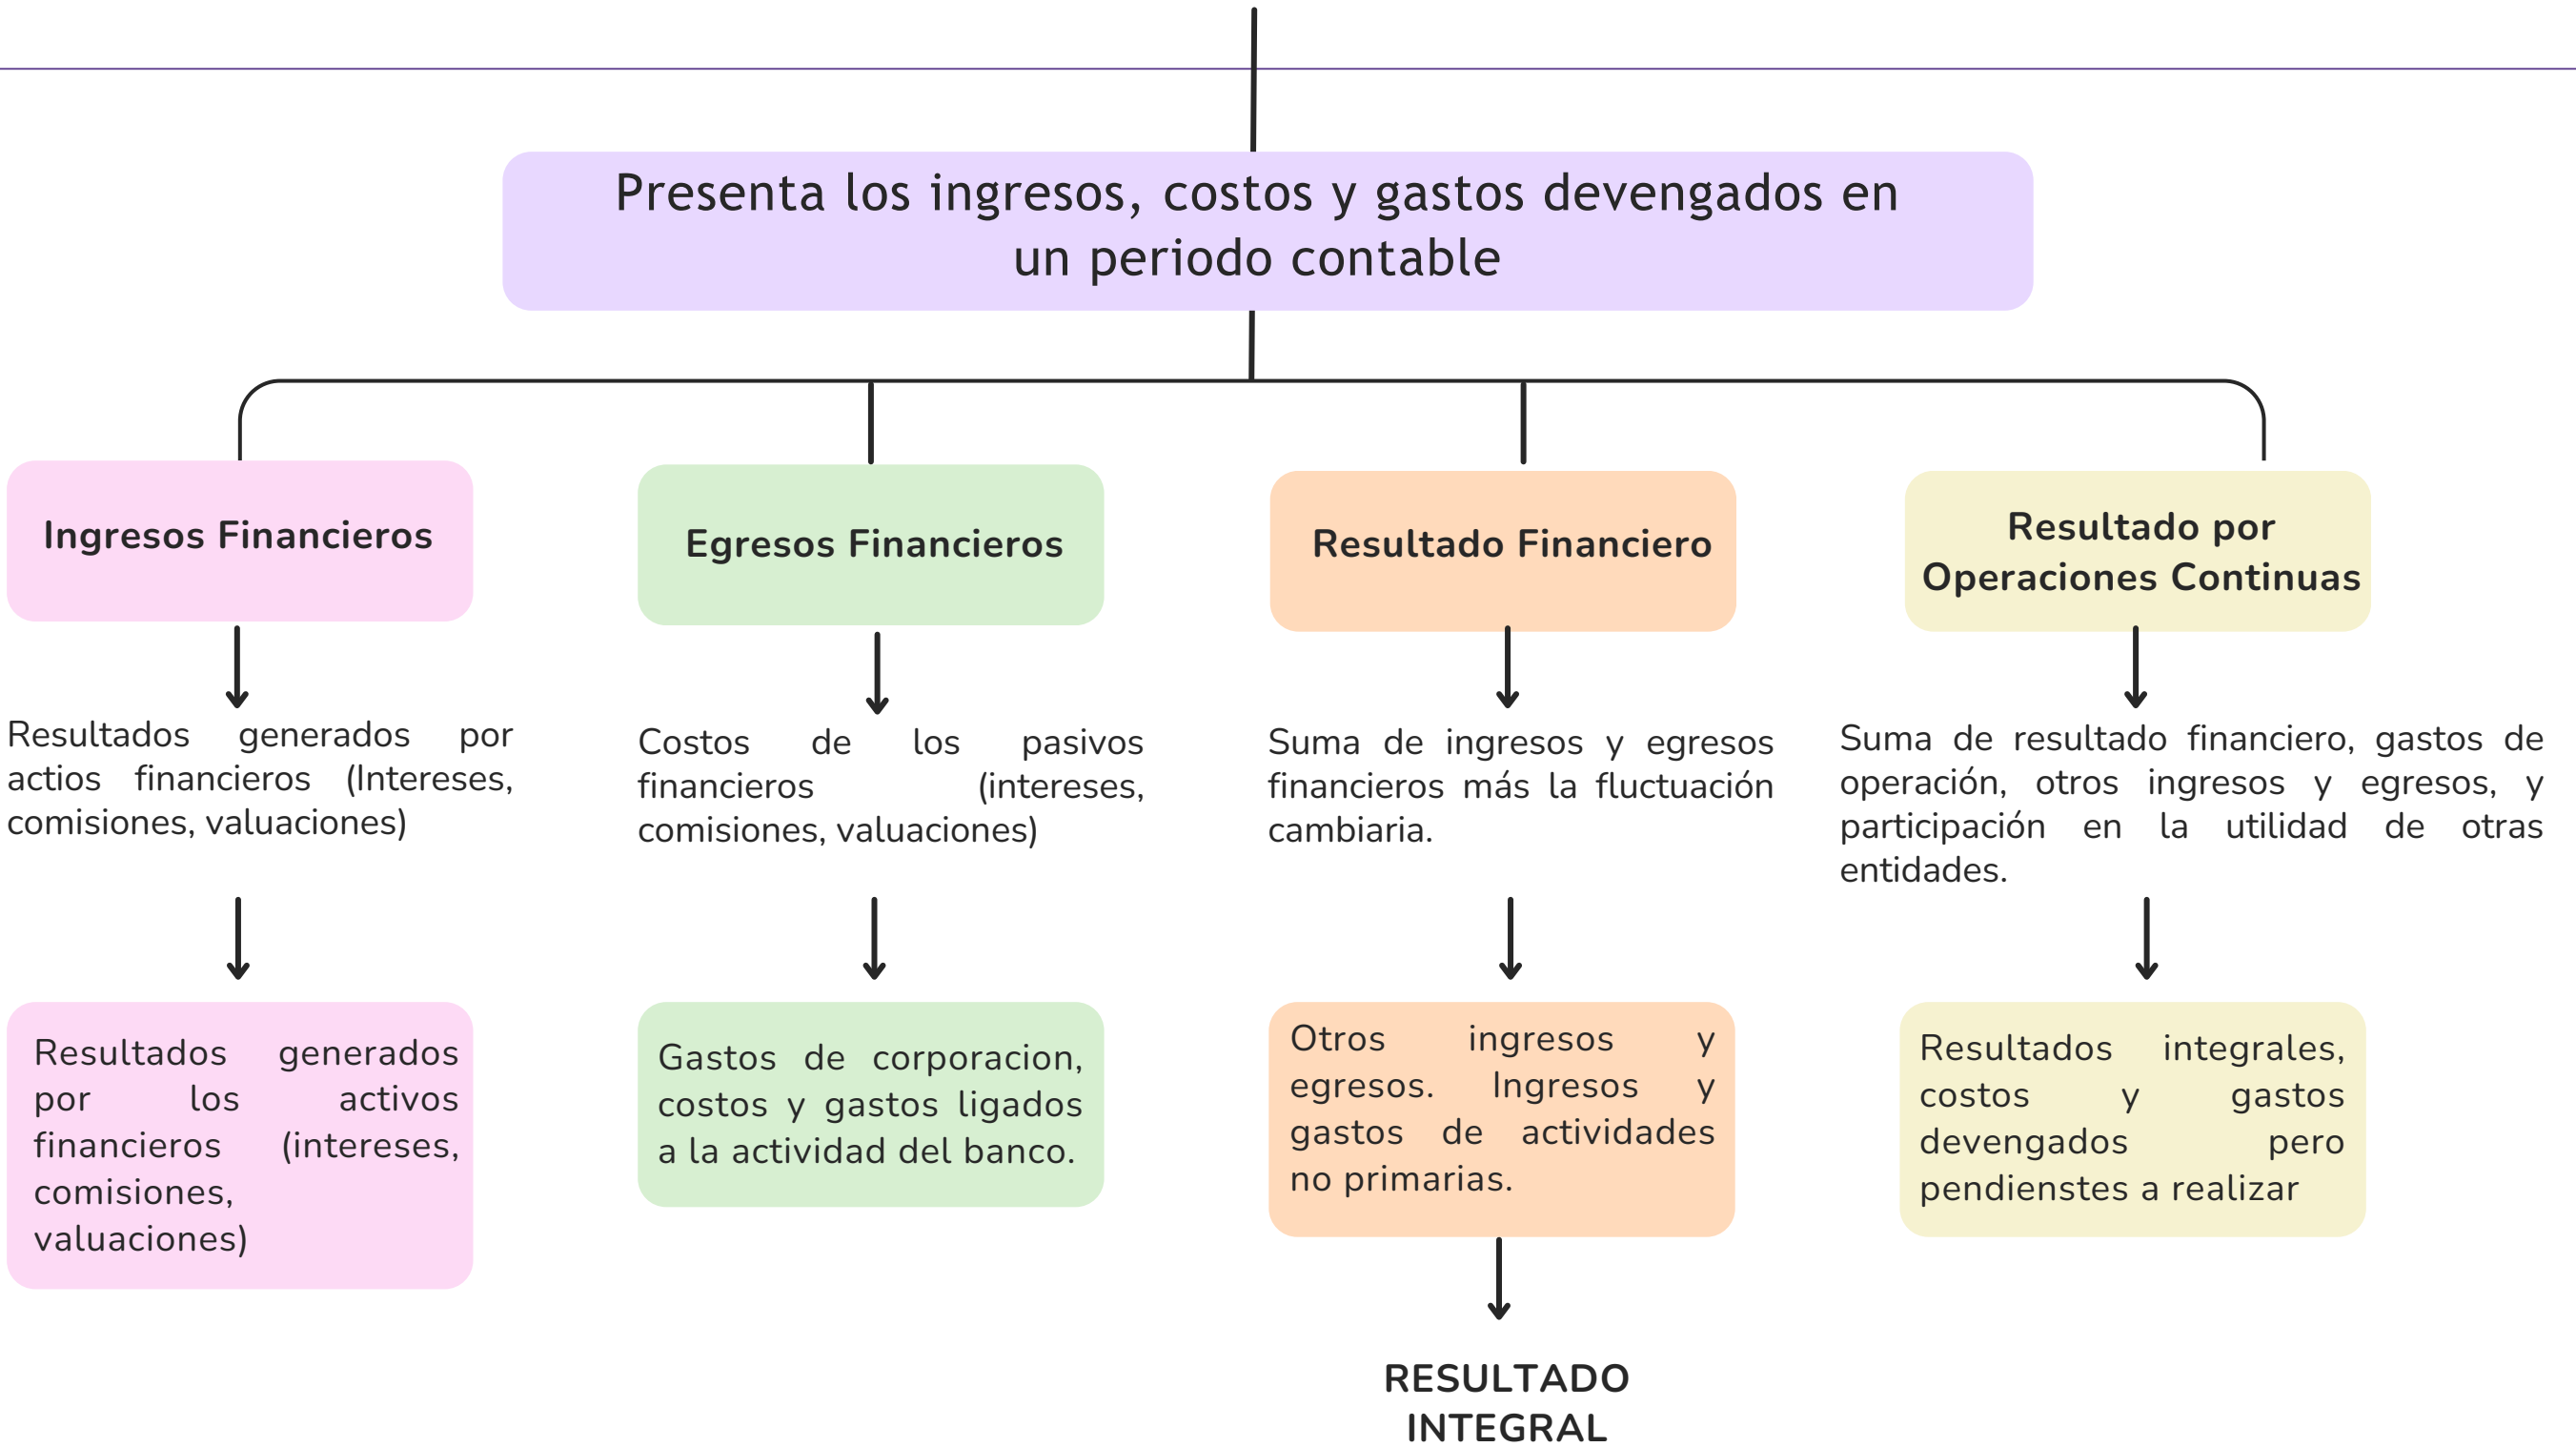 Presenta los ingresos, costos y gastos devengados en
un periodo contable
Ingresos Financieros
Resultados generados por
actios financieros (Intereses,
comisiones, valuaciones)
Resultados generados
por los activos
financieros (intereses,
comisiones,
valuaciones)
Egresos Financieros
Costos de los pasivos
financieros (intereses,
comisiones, valuaciones)
Gastos de corporacion,
costos y gastos ligados
a la actividad del banco.
Resultado Financiero
Suma de ingresos y egresos
financieros más la fluctuación
cambiaria.
Otros ingresos y
egresos. Ingresos y
gastos de actividades
no primarias.
RESULTADO
INTEGRAL
Resultado por
Operaciones Continuas
Suma de resultado financiero, gastos de
operación, otros ingresos y egresos, y
participación en la utilidad de otras
entidades.
Resultados integrales,
costos y gastos
devengados pero
pendienstes a realizar